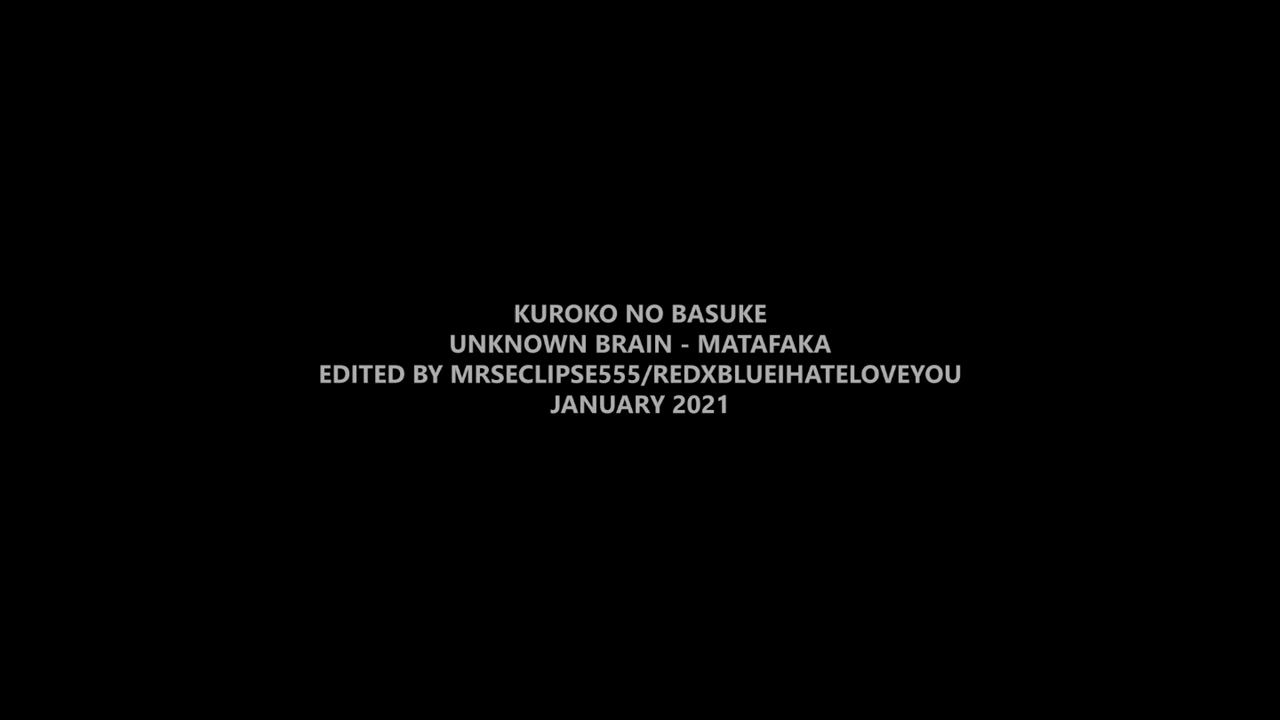 KUROKO NO BASUKE
UNKNOWN BRAIN - MATAFAKA
EDITED BY MRSECLIPSE555/REDXBLUEIHATELOVEYOU
JANUARY 2021